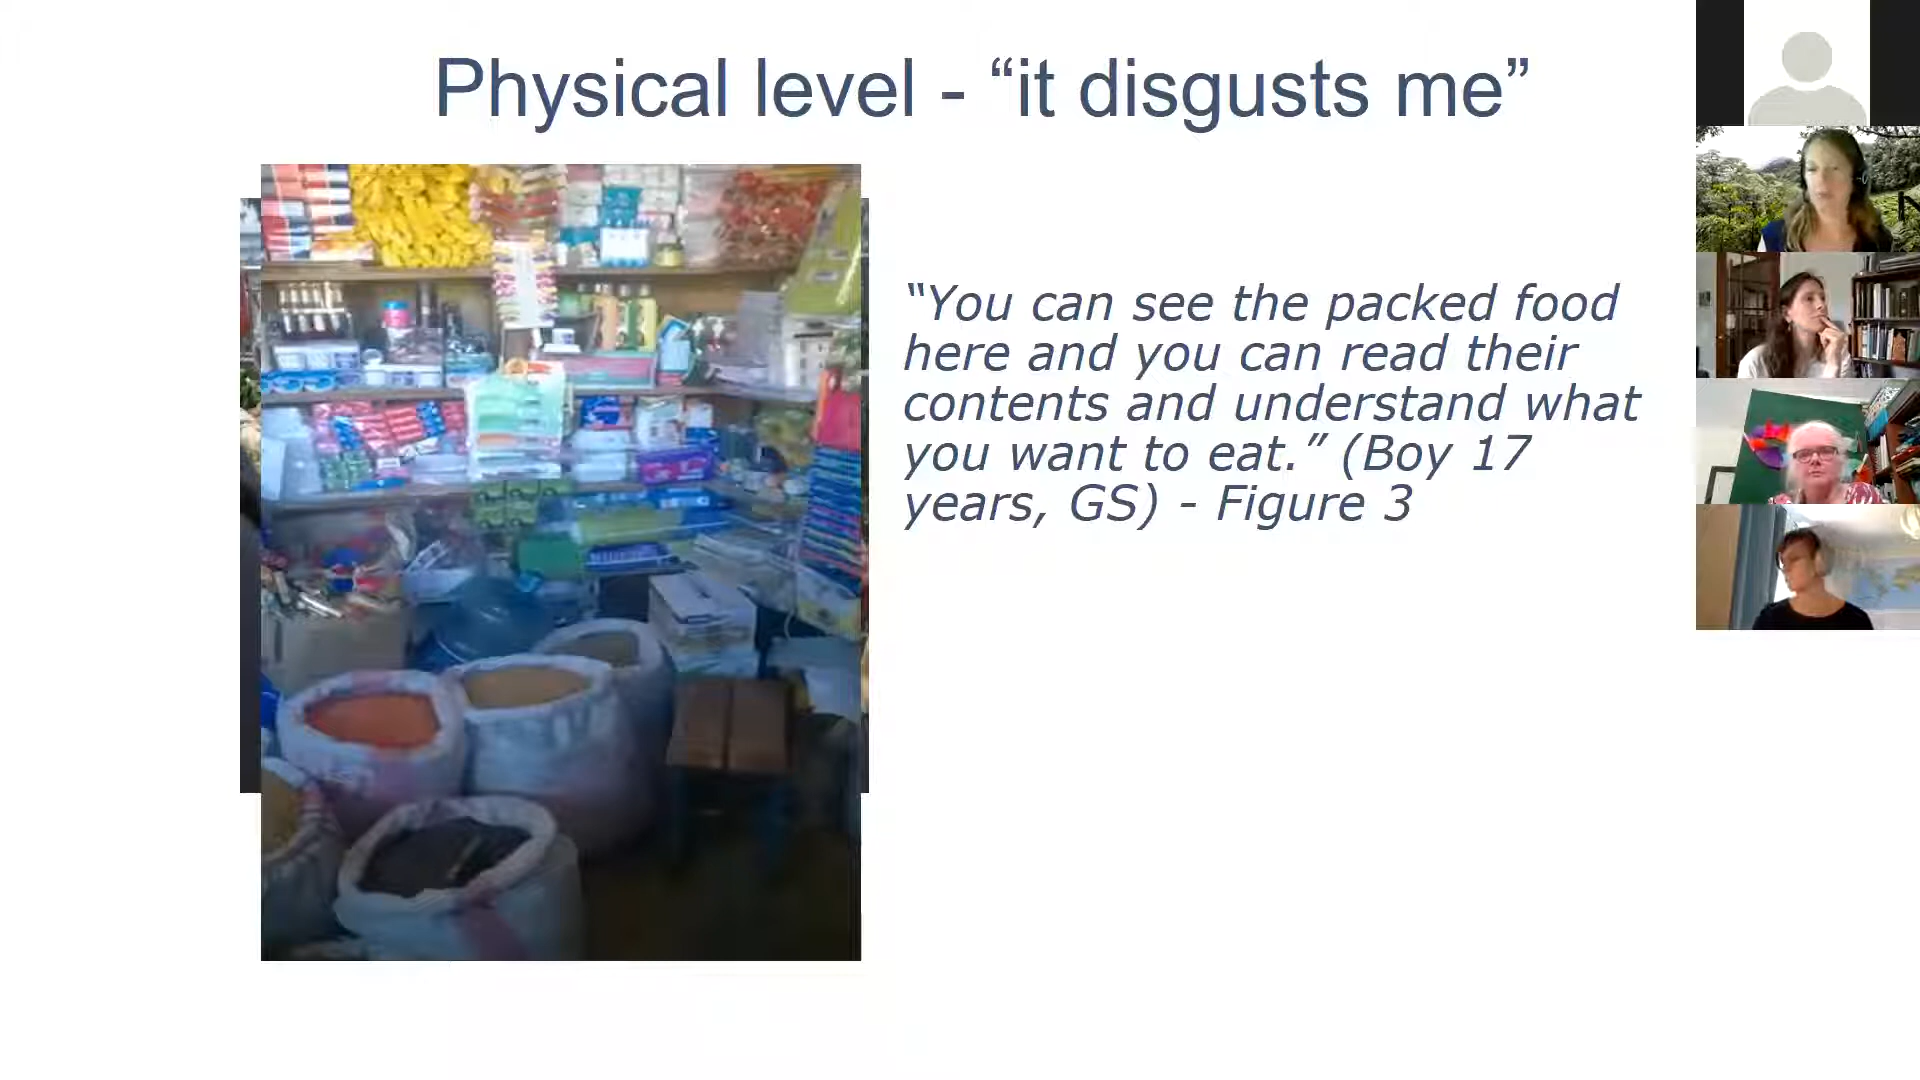 Physical level - “it disgusts me”
“You can see the packed food
here and you can read their
contents and understand what
you want to eat.” (Boy 17
years, GS) - Figure 3